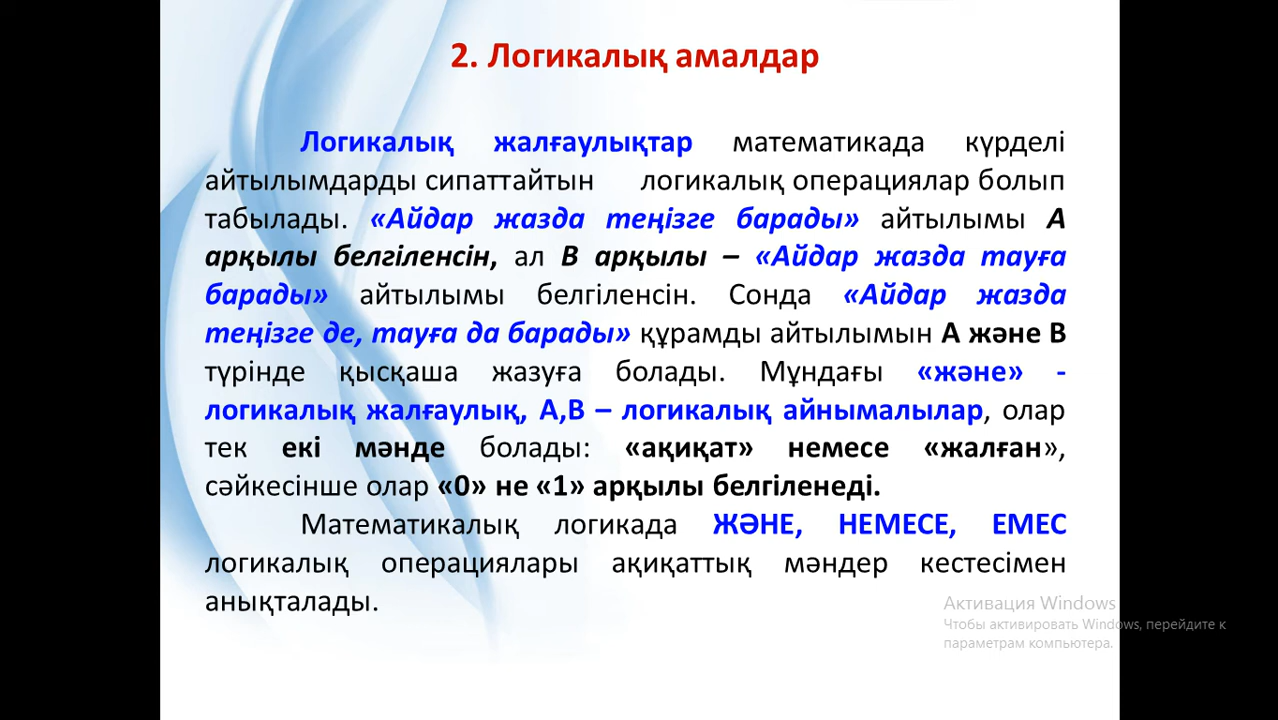 2. Логикалық амалдар
Логикалық жалғаулықтар математикада күрделі
айтылымдарды сипаттайтын логикалық операциялар болып
табылады. «Айдар жазда теңізге барады» айтылымы А
арқылы белгіленсін, ал В арқылы – «Айдар жазда тауға
барады» айтылымы белгіленсін. Сонда «Айдар жазда
теңізге де, тауға да барады» құрамды айтылымын А және В
түрінде қысқаша жазуға болады. Мұндағы «және» -
логикалық жалғаулық, А,В – логикалық айнымалылар, олар
тек екі мәнде болады: «ақиқат» немесе «жалған»,
сәйкесінше олар «0» не «1» арқылы белгіленеді.
Математикалық логикада ЖӘНЕ, НЕМЕСЕ, ЕМЕС
логикалық операциялары ақиқаттық мәндер кестесімен
анықталады.
Активация Windows
Чтобы активировать Windows, перейдите к
параметрам компьютера.